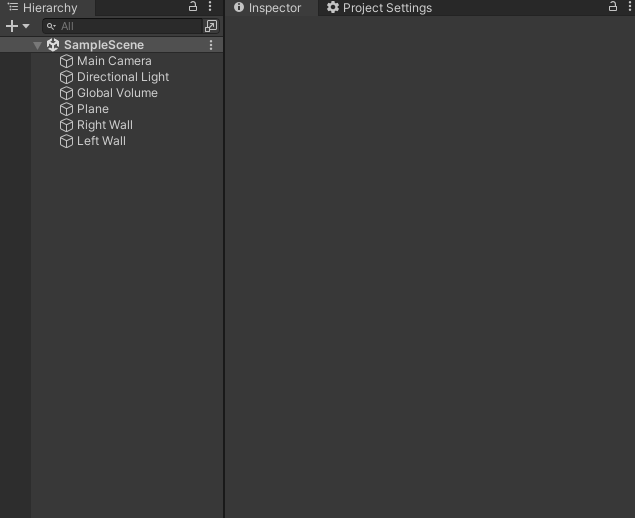 Hierarchy
All
SampleScene
Main Camera
Directional Light
Global Volume
Plane
Right Wall
Left Wall
Inspector
Project Settings